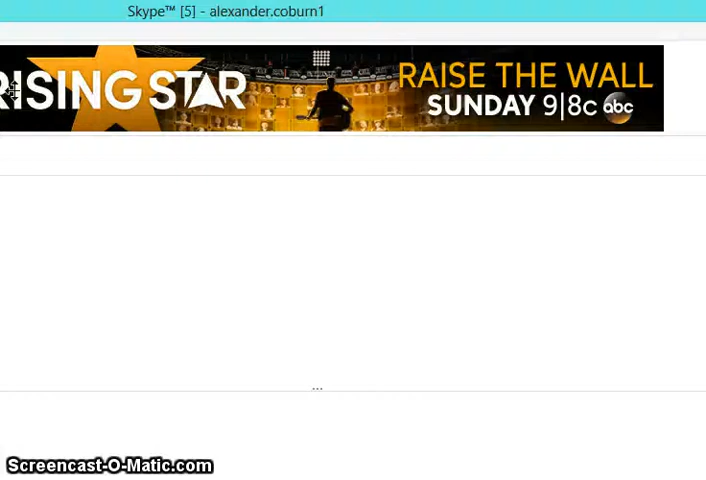 Skype™ [5] - alexander.coburn1
RISING STAR
RAISE THE WALL
SUNDAY 9|8c abc
...
Screencast-O-Matic.com